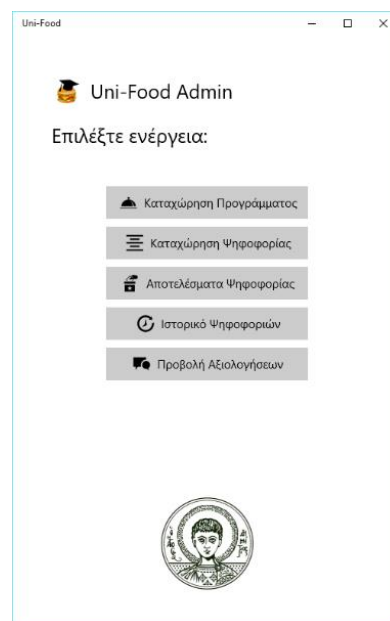 Uni-Food
Uni-Food Admin
Επιλέξτε ενέργεια:
Καταχώρηση Προγράμματος
Καταχώρηση Ψηφοφορίας
Αποτελέσματα Ψηφοφορίας
Ιστορικό Ψηφοφοριών
Προβολή Αξιολογήσεων